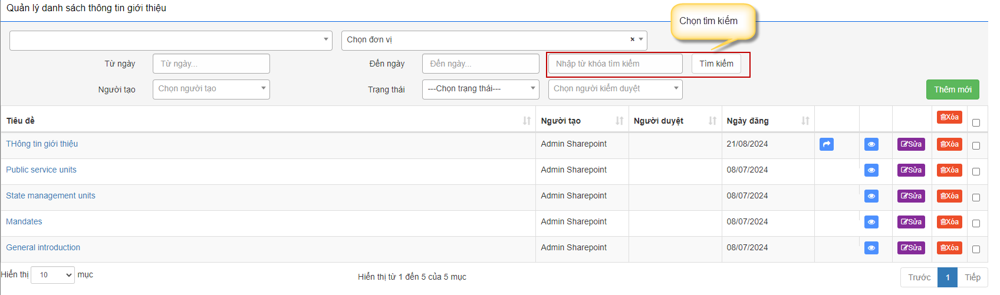 Quản lý danh sách thông tin giới thiệu
Chọn tìm kiếm
Chọn đơn vị × 
Từ ngày Từ ngày... Đến ngày Đến ngày... Nhập từ khóa tìm kiếm Tìm kiếm
Người tạo Chọn người tạo Trạng thái ---Chọn trạng thái--- Chọn người kiểm duyệt Thêm mới
Tiêu đề Người tạo Người duyệt Ngày đăng Xóa
THông tin giới thiệu Admin Sharepoint 21/08/2024 Sửa Xóa
Public service units Admin Sharepoint 08/07/2024 Sửa Xóa
State management units Admin Sharepoint 08/07/2024 Sửa Xóa
Mandates Admin Sharepoint 08/07/2024 Sửa Xóa
General introduction Admin Sharepoint 08/07/2024 Sửa Xóa
Hiển thị 10 mục Hiển thị từ 1 đến 5 của 5 mục Trước 1 Tiếp